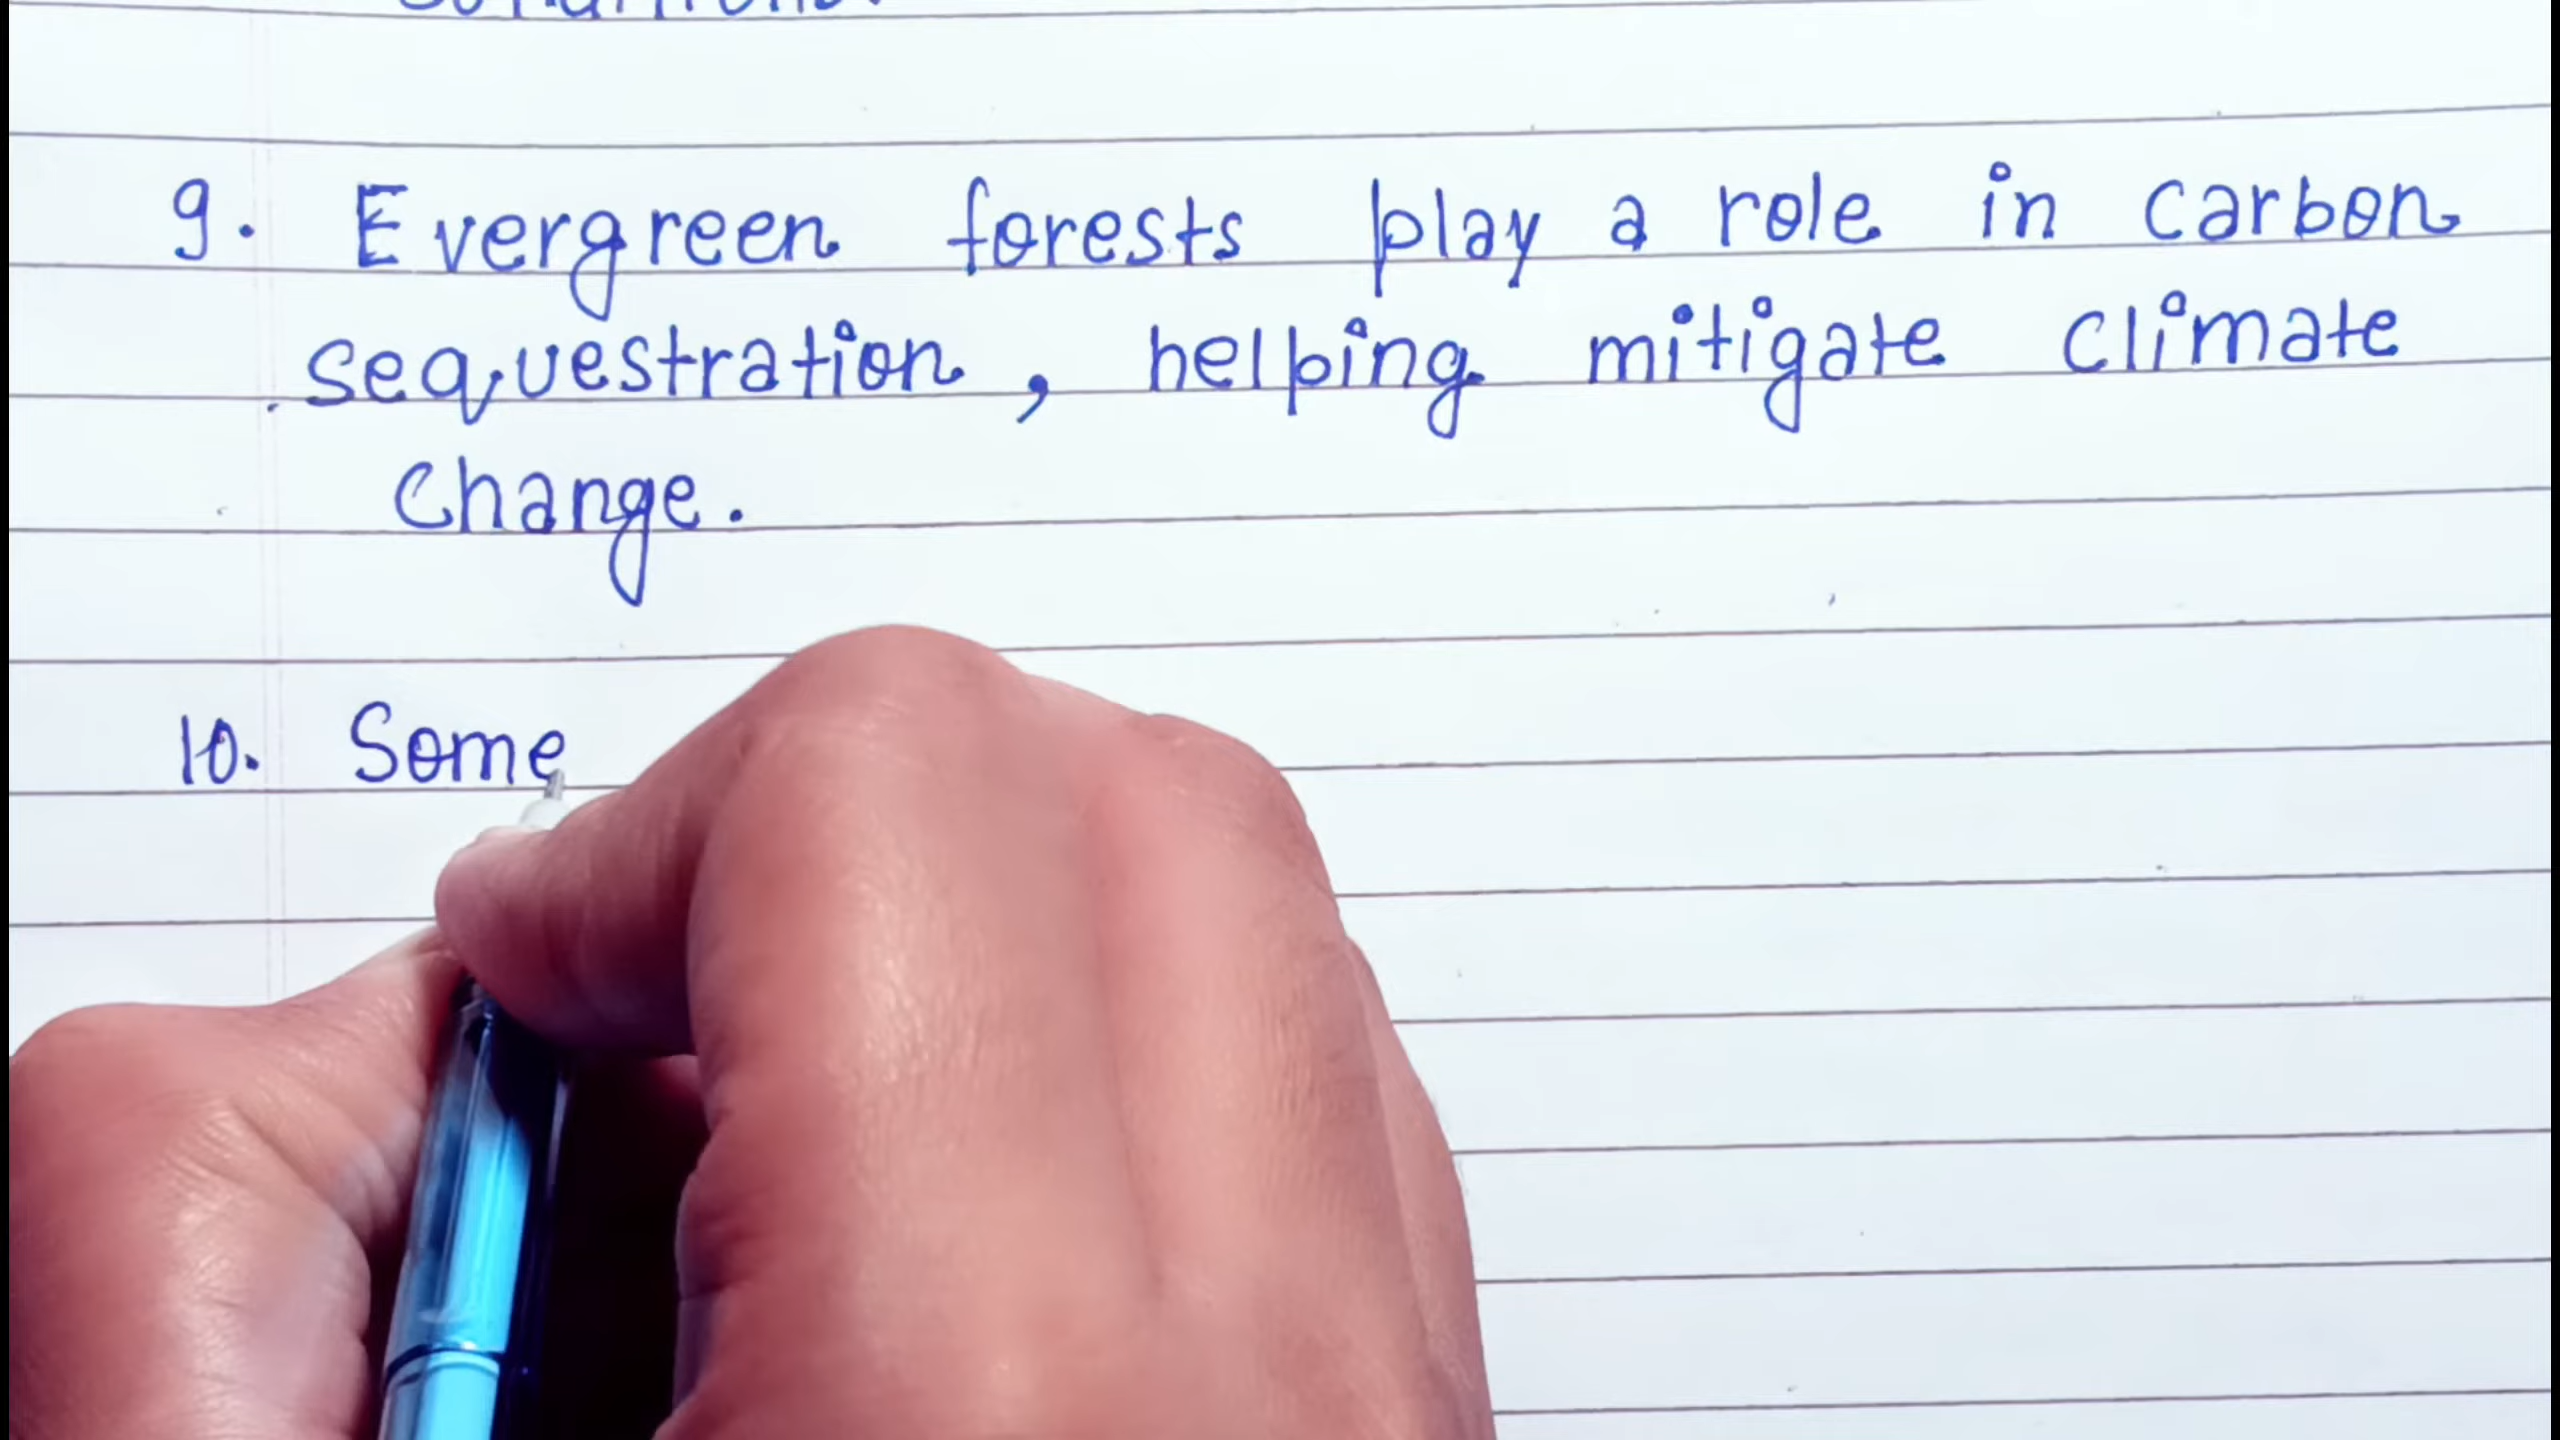 9. Evergreen forests play a role in carbon
sequestration, helping mitigate climate
change.
10. Some